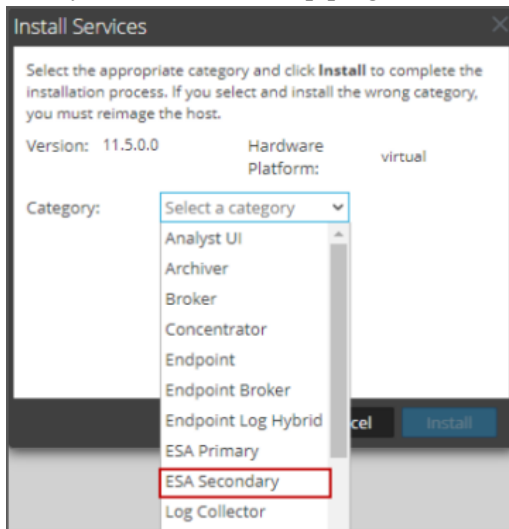 Install Services
Select the appropriate category and click Install to complete the
installation process. If you select and install the wrong category,
you must reimage the host.
Version: 11.5.0.0
Hardware
Platform:
virtual
Category:
Select a category
Analyst UI
Archiver
Broker
Concentrator
Endpoint
Endpoint Broker
Endpoint Log Hybrid
cel
Install
ESA Primary
ESA Secondary
Log Collector